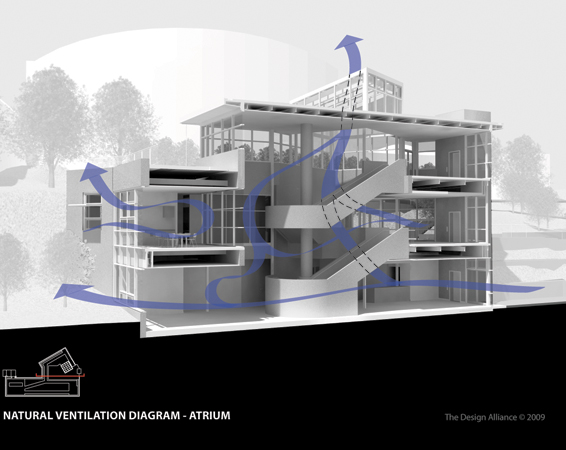 NATURAL VENTILATION DIAGRAM - ATRIUM
The Design Alliance © 2009